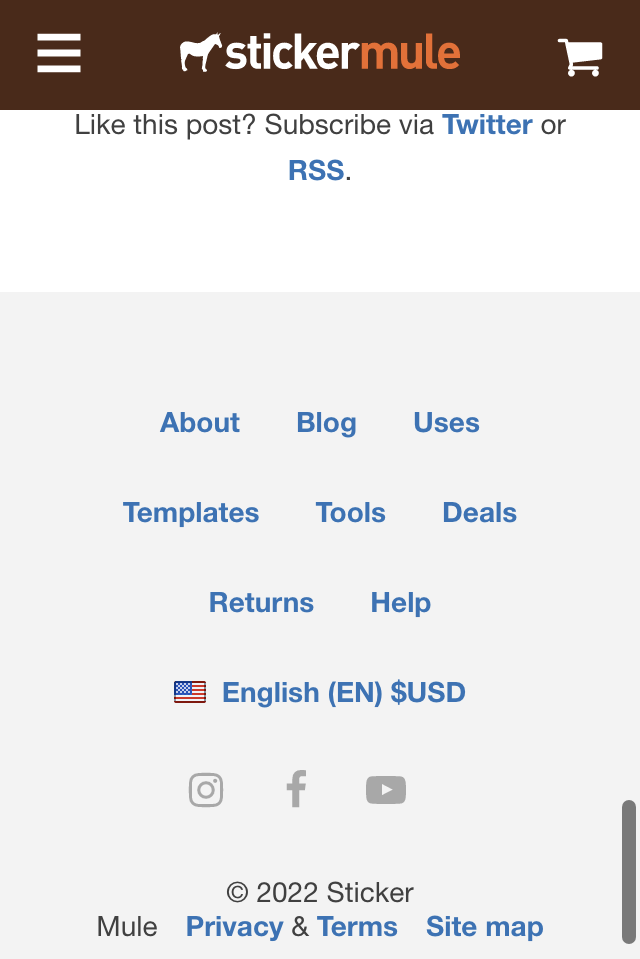 stickermule
Like this post? Subscribe via Twitter or
RSS.
About Blog Uses
Templates Tools Deals
Returns Help
English (EN) $USD
© 2022 Sticker
Mule Privacy & Terms Site map